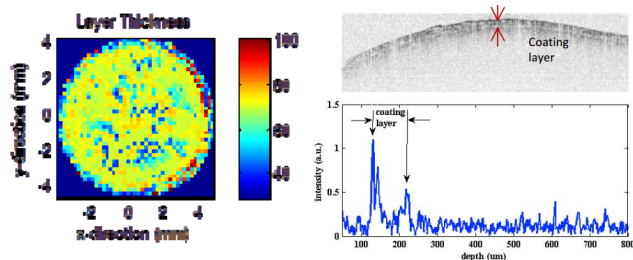 Layer Thickness
y-direction (mm)
4
2
0
-2
-4
-2
0
2
4
x-direction (mm)
100
80
60
40
Coating
layer
intensity (a.u.)
1.5
1
0.5
0
coating
layer
100
200
300
400
500
600
700
800
depth (um)